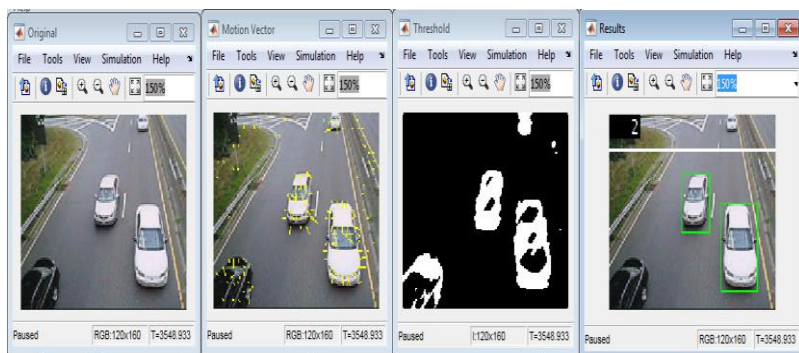 Original
File Tools View Simulation Help
150%
Paused RGB:120x160 T=3548.933
Motion Vector
File Tools View Simulation Help
150%
Paused RGB:120x160 T=3548.933
Threshold
File Tools View Simulation Help
150%
Paused I:120x160 T=3548.933
Results
File Tools View Simulation Help
150%
2
Paused RGB:120x160 T=3548.933